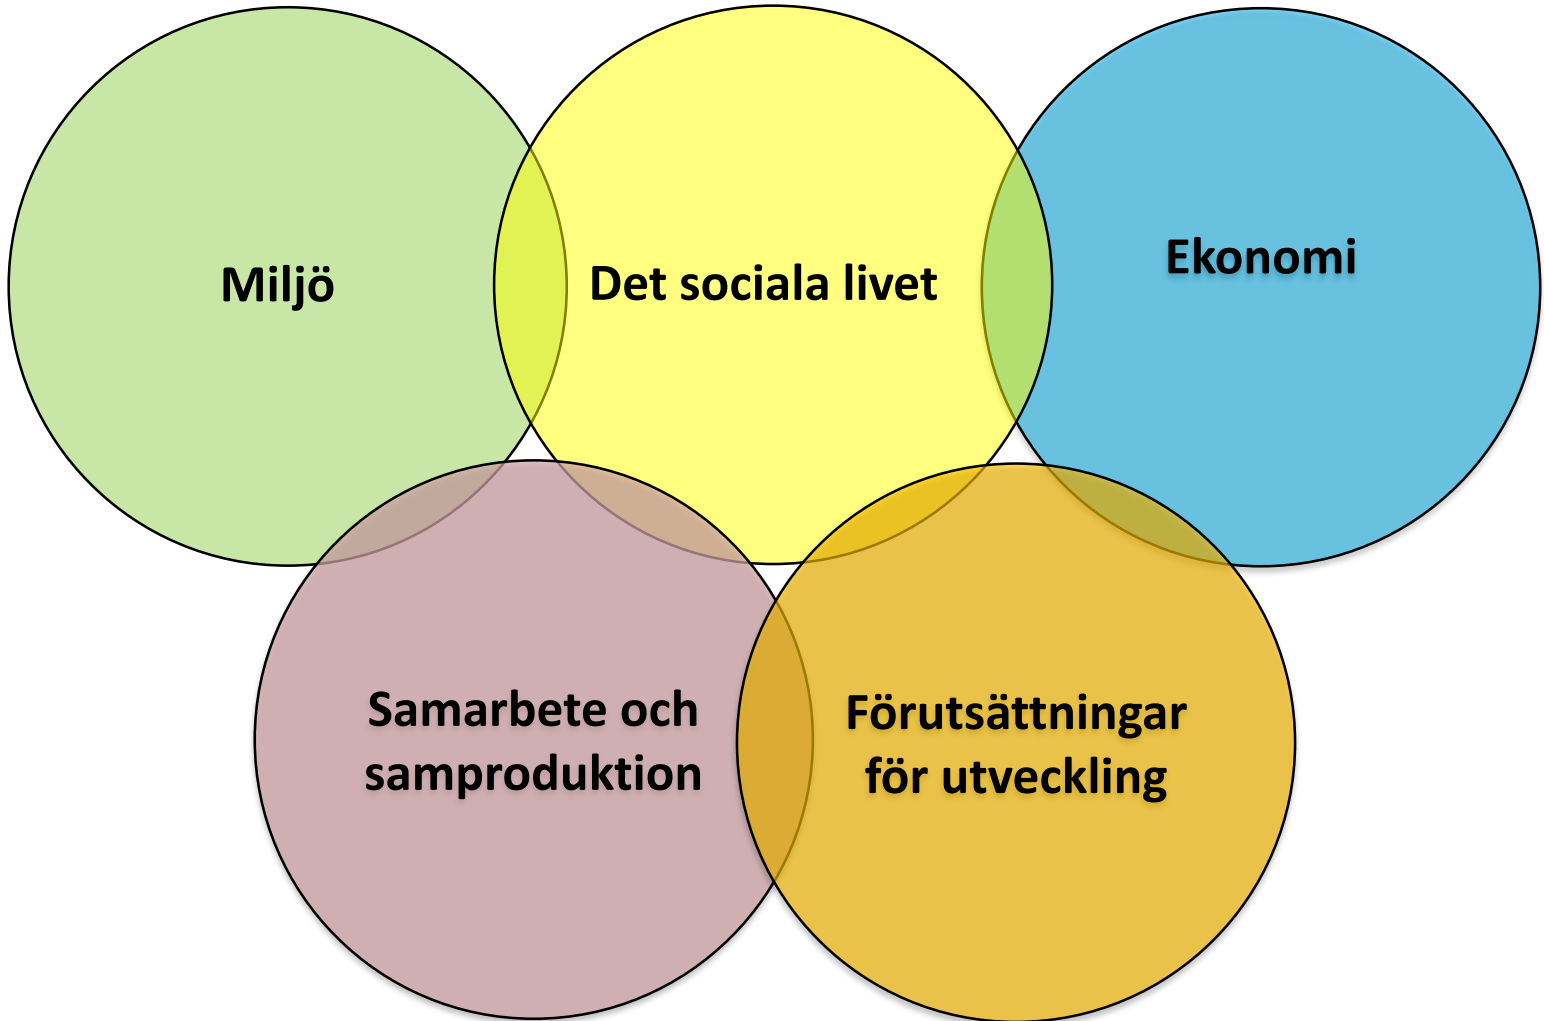 Miljö
Det sociala livet
Ekonomi
Samarbete och
samproduktion
Förutsättningar
för utveckling